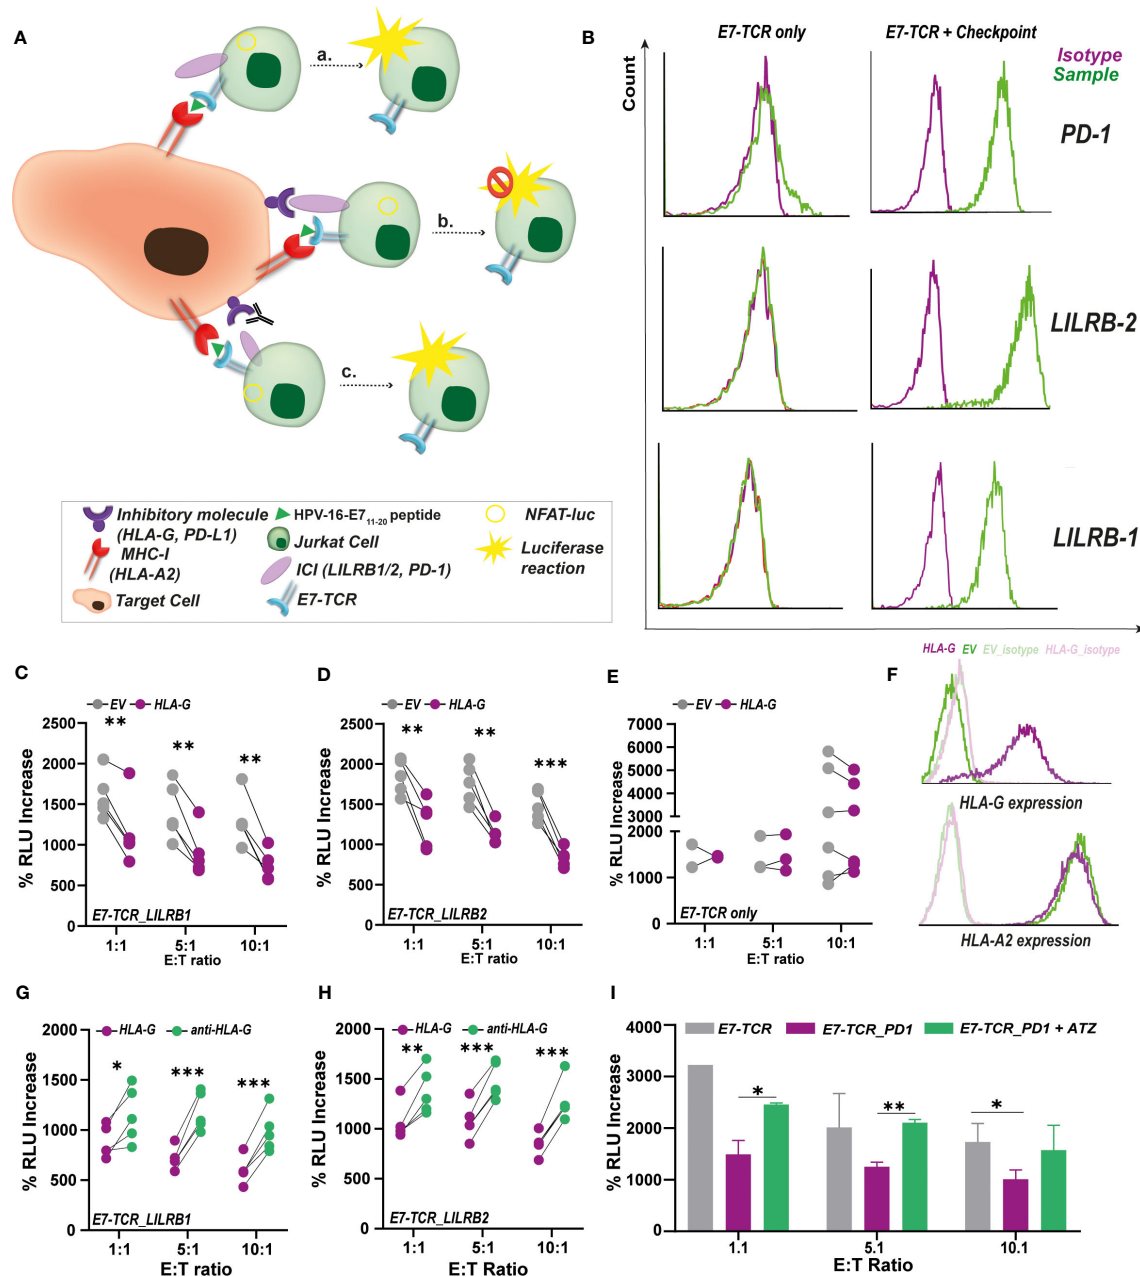 A
a.
b.
c.
Inhibitory molecule
(HLA-G, PD-L1)
MHC-I
(HLA-A2)
Target Cell
HPV-16-E7 11-20 peptide
Jurkat Cell
ICI (LILRB1/2, PD-1)
E7-TCR
NFAT-luc
Luciferase
reaction
B
E7-TCR only
E7-TCR + Checkpoint
Isotype
Sample
Count
PD-1
LILRB-2
LILRB-1
C
EV HLA-G
% RLU Increase
2500
2000
1500
1000
500
0
** ** **
E7-TCR_LILRB1
1:1 5:1 10:1
E:T ratio
D
EV HLA-G
% RLU Increase
2500
2000
1500
1000
500
0
** ** ***
E7-TCR_LILRB2
1:1 5:1 10:1
E:T ratio
E
EV HLA-G
% RLU Increase
7000
6000
5000
4000
3000
2000
1000
0
E7-TCR only
1:1 5:1 10:1
E:T ratio
F
HLA-G EV EV_isotype HLA-G_isotype
HLA-G expression
HLA-A2 expression
G
HLA-G anti-HLA-G
% RLU Increase
2000
1500
1000
500
0
* *** ***
E7-TCR_LILRB1
1:1 5:1 10:1
E:T Ratio
H
HLA-G anti-HLA-G
% RLU Increase
2000
1500
1000
500
0
** *** ***
E7-TCR_LILRB2
1:1 5:1 10:1
E:T Ratio
I
E7-TCR E7-TCR_PD1 E7-TCR_PD1 + ATZ
% RLU Increase
4000
3000
2000
1000
0
* ** *
1:1 5:1 10:1
E:T Ratio